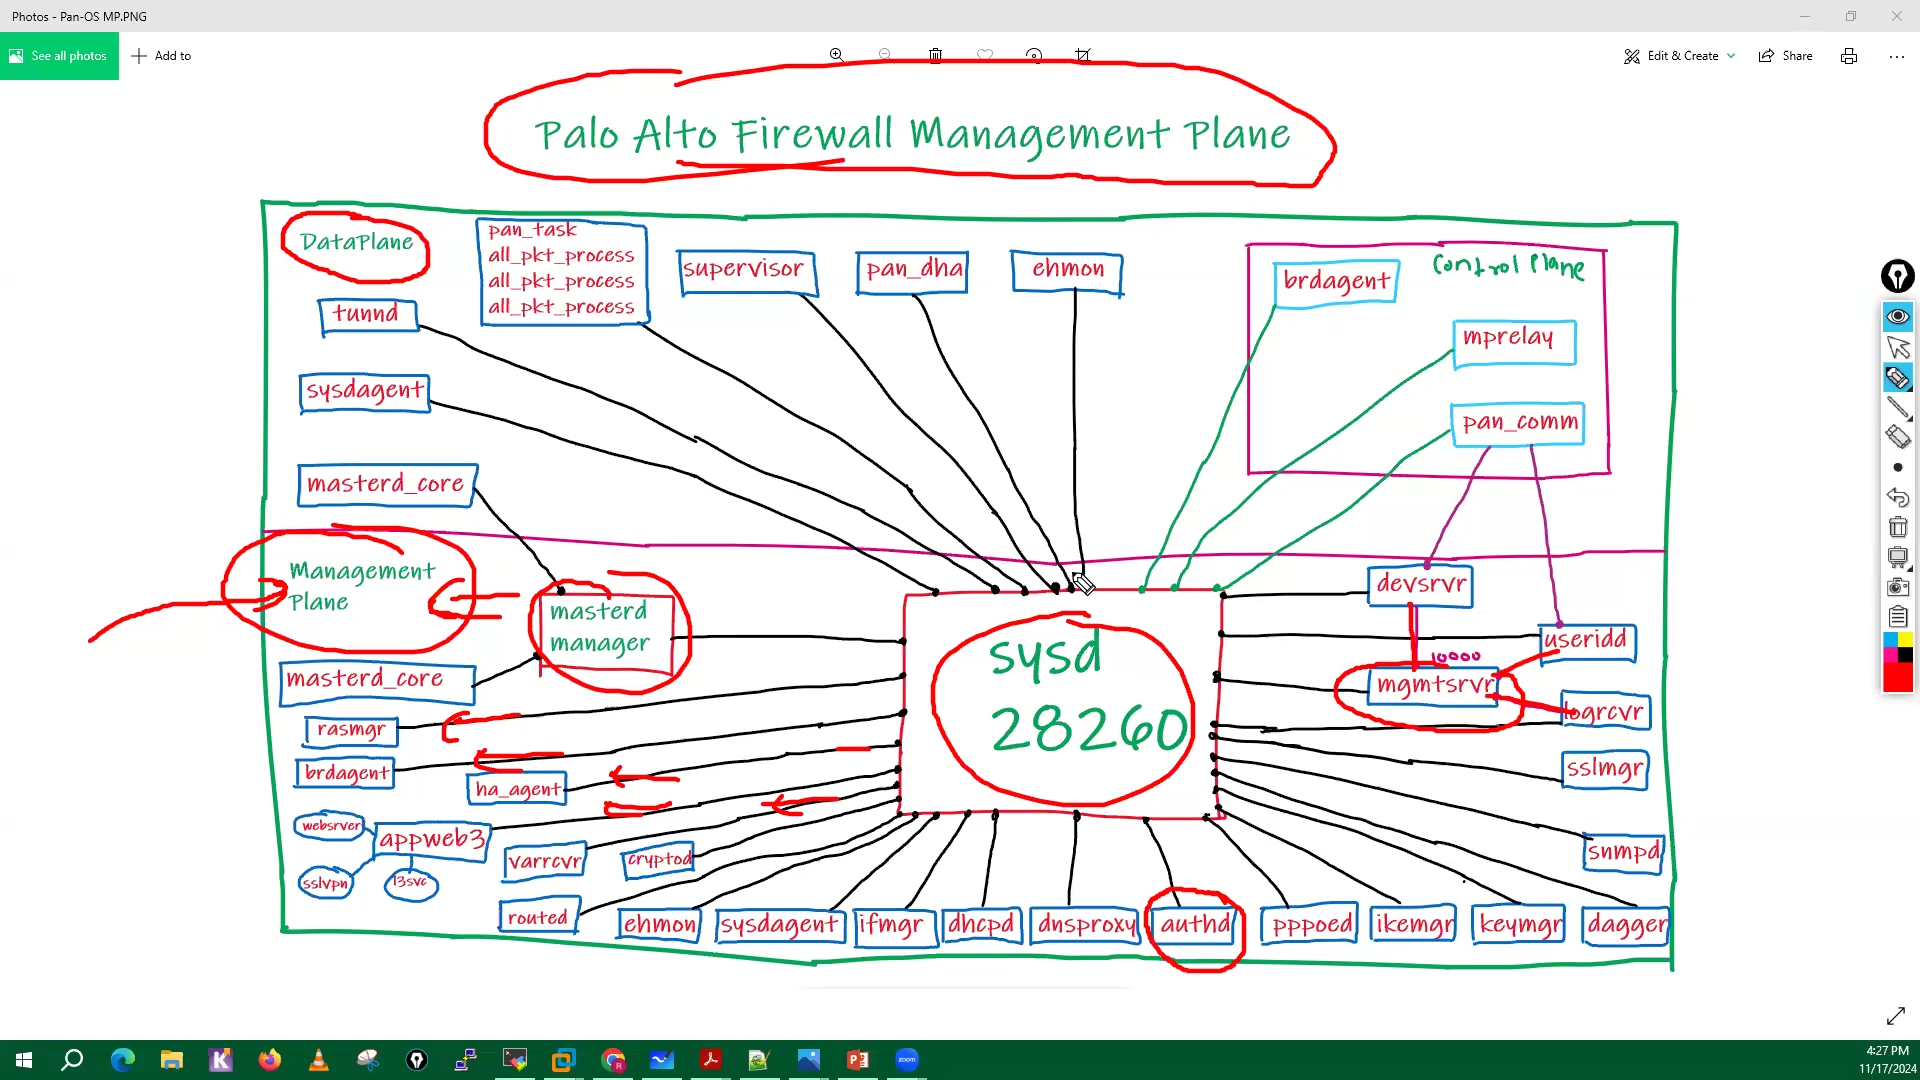 Photos - Pan-OS MP.PNG
See all photos
Add to
Edit & Create
Share
Palo Alto Firewall Management Plane
DataPlane
pan_task
all_pkt_process
all_pkt_process
all_pkt_process
supervisor
pan_dha
ehmon
brdagent
Control Plane
tunnd
mprelay
sysdagent
pan_comm
masterd_core
Management
Plane
masterd
manager
devsrvr
sysd
28260
useridd
10000
mgmtsrvr
masterd_core
logrcvr
rasmgr
brdagent
ha_agent
sslmgr
websrver
appweb3
varrcvr
cryptod
snmpd
sslvpn
l3svc
routed
ehmon
sysdagent
ifmgr
dhcpd
dnsproxy
authd
pppoed
ikemgr
keymgr
dagger
zoom
4:27 PM
11/17/2024